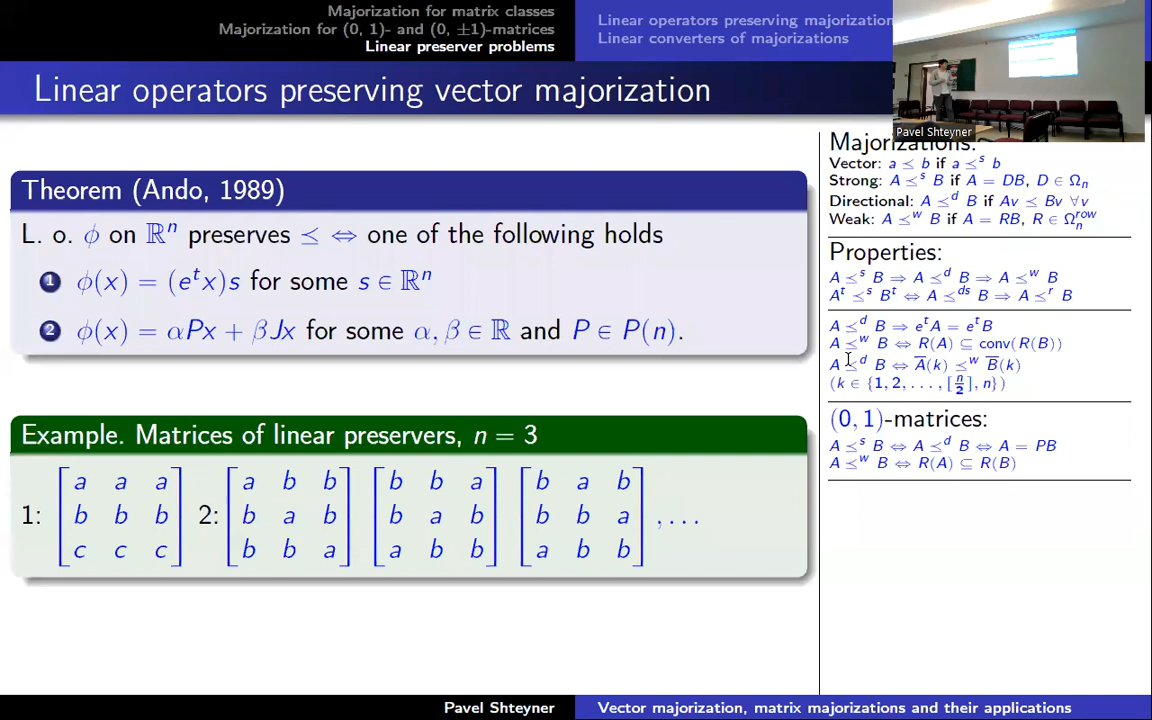 Majorization for matrix classes
Majorization for (0, 1)- and (0, ±1)-matrices
Linear preserver problems
Linear operators preserving majorization
Linear converters of majorizations
Linear operators preserving vector majorization
Pavel Shteyner
Theorem (Ando, 1989)
L. o. ϕ on ℝⁿ preserves ⪯ ⇔ one of the following holds
1 ϕ(x) = (eᵗx)s for some s ∈ ℝⁿ
2 ϕ(x) = αPx + βJx for some α, β ∈ ℝ and P ∈ P(n).
Example. Matrices of linear preservers, n = 3
1: [a a a; b b b; c c c] 2: [a b b; b a b; b b a] [b b a; b a b; a b b] [b a b; b b a; a b b], ...
Majorizations:
Vector: a ⪯ b if a ⪯ˢ b
Strong: A ⪯ˢ B if A = DB, D ∈ Ωₙ
Directional: A ⪯ᵈ B if Av ⪯ Bv ∀v
Weak: A ⪯ʷ B if A = RB, R ∈ Ωₙʳᵒʷ
Properties:
A ⪯ˢ B ⇒ A ⪯ᵈ B ⇒ A ⪯ʷ B
Aᵗ ⪯ˢ Bᵗ ⇔ A ⪯ᵈˢ B ⇒ A ⪯ʳ B
A ⪯ᵈ B ⇒ eᵗA = eᵗB
A ⪯ʷ B ⇔ R(A) ⊆ conv(R(B))
A ⪯ᵈ B ⇔ A̅(k) ⪯ʷ B̅(k)
(k ∈ {1, 2, . . . , [n/2], n})
(0, 1)-matrices:
A ⪯ˢ B ⇔ A ⪯ᵈ B ⇔ A = PB
A ⪯ʷ B ⇔ R(A) ⊆ R(B)
Pavel Shteyner
Vector majorization, matrix majorizations and their applications